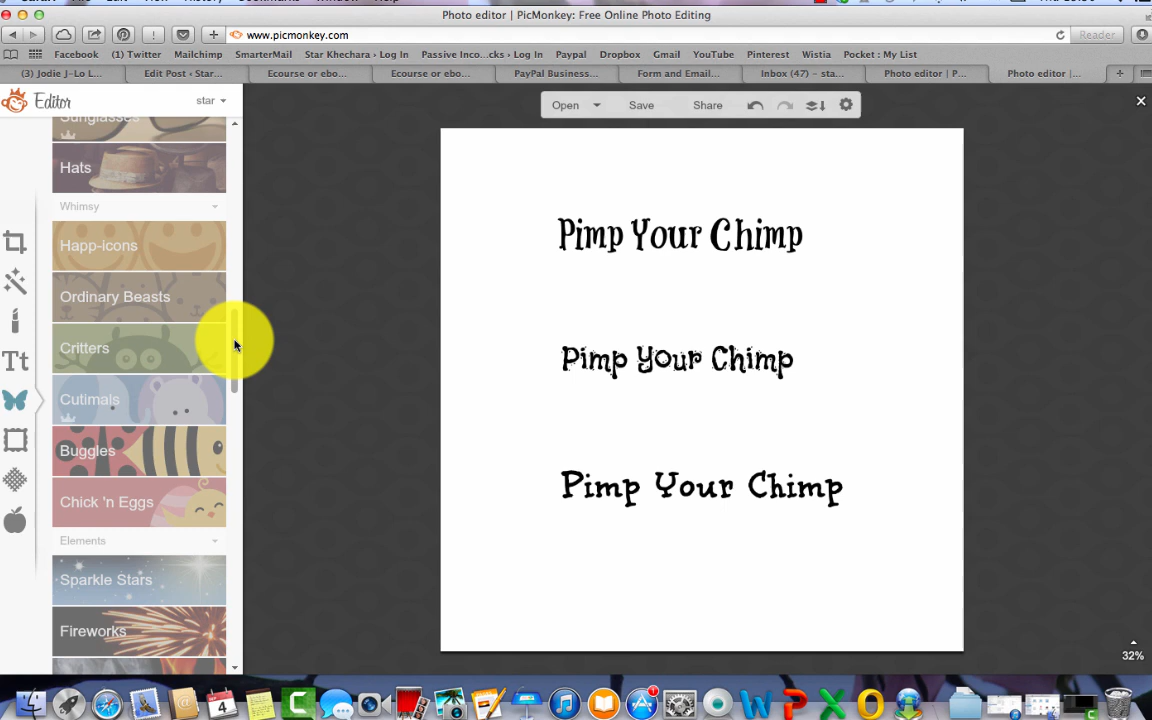 Photo editor | PicMonkey: Free Online Photo Editing
www.picmonkey.com
Reader
Facebook (1) Twitter Mailchimp SmarterMail Star Khechara › Log In Passive Inco...cks › Log In Paypal Dropbox Gmail YouTube Pinterest Wistia Pocket : My List
(3) Jodie J-Lo L... Edit Post ‹ Star... Ecourse or ebo... Ecourse or ebo... PayPal Business... Form and Email... Inbox (47) – sta... Photo editor | P... Photo editor |...
Editor star
Open Save Share
Sunglasses
Hats
Whimsy
Happ-icons
Ordinary Beasts
Critters
Cutimals
Buggles
Chick 'n Eggs
Elements
Sparkle Stars
Fireworks
Tt
Pimp Your Chimp
Pimp Your Chimp
Pimp Your Chimp
32%
SEP
4
1